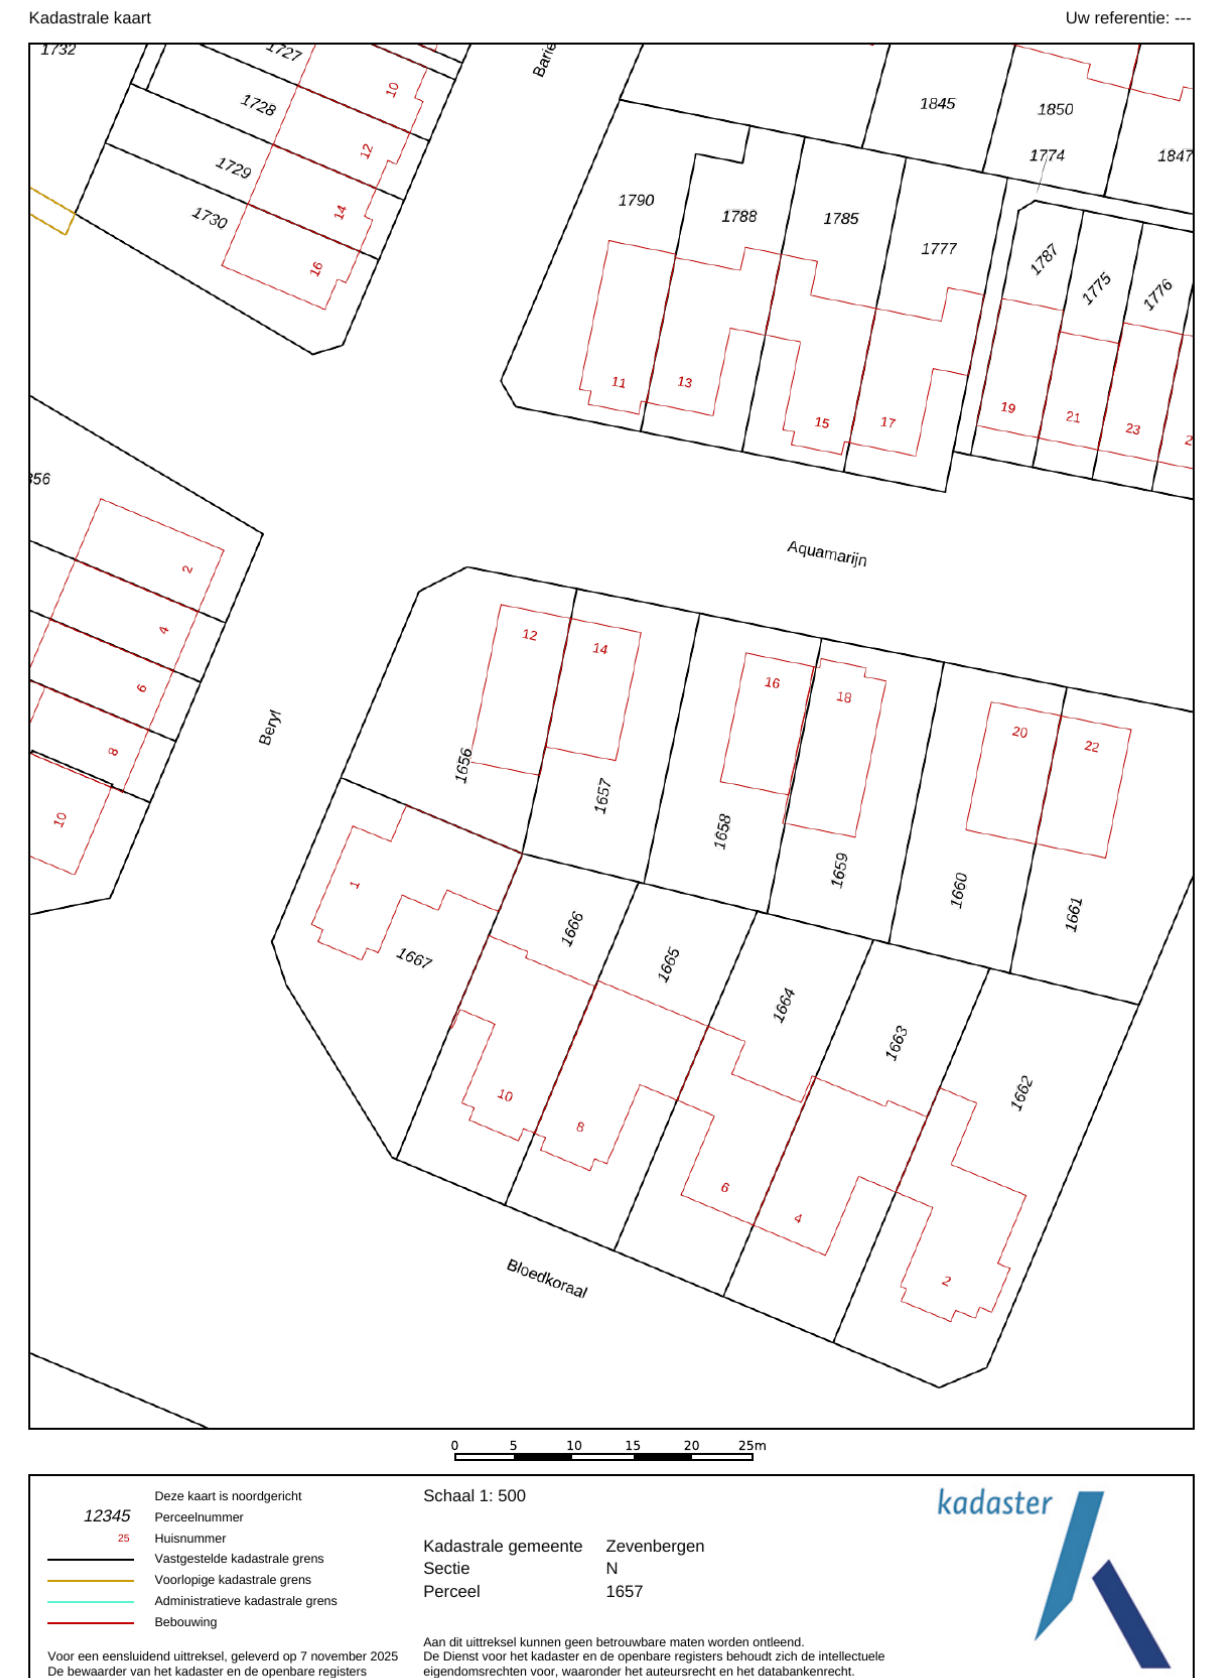 Kadastrale kaart
Uw referentie: ---
1732
1727
10
Barie
1728
12
1729
14
1730
16
1845
1850
1774
1847
1790
1788
1785
1777
1787
1775
1776
11
13
15
17
19
21
23
2
356
2
4
6
8
10
Aquamarijn
Beryl
12
14
16
18
20
22
1656
1657
1658
1659
1660
1661
1
1667
1666
1665
1664
1663
1662
10
8
6
4
2
Bloedkoraal
0 5 10 15 20 25m
Deze kaart is noordgericht
12345 Perceelnummer
25 Huisnummer
Vastgestelde kadastrale grens
Voorlopige kadastrale grens
Administratieve kadastrale grens
Bebouwing
Voor een eensluidend uittreksel, geleverd op 7 november 2025
De bewaarder van het kadaster en de openbare registers
Schaal 1: 500
Kadastrale gemeente Zevenbergen
Sectie N
Perceel 1657
Aan dit uittreksel kunnen geen betrouwbare maten worden ontleend.
De Dienst voor het kadaster en de openbare registers behoudt zich de intellectuele
eigendomsrechten voor, waaronder het auteursrecht en het databankenrecht.
kadaster